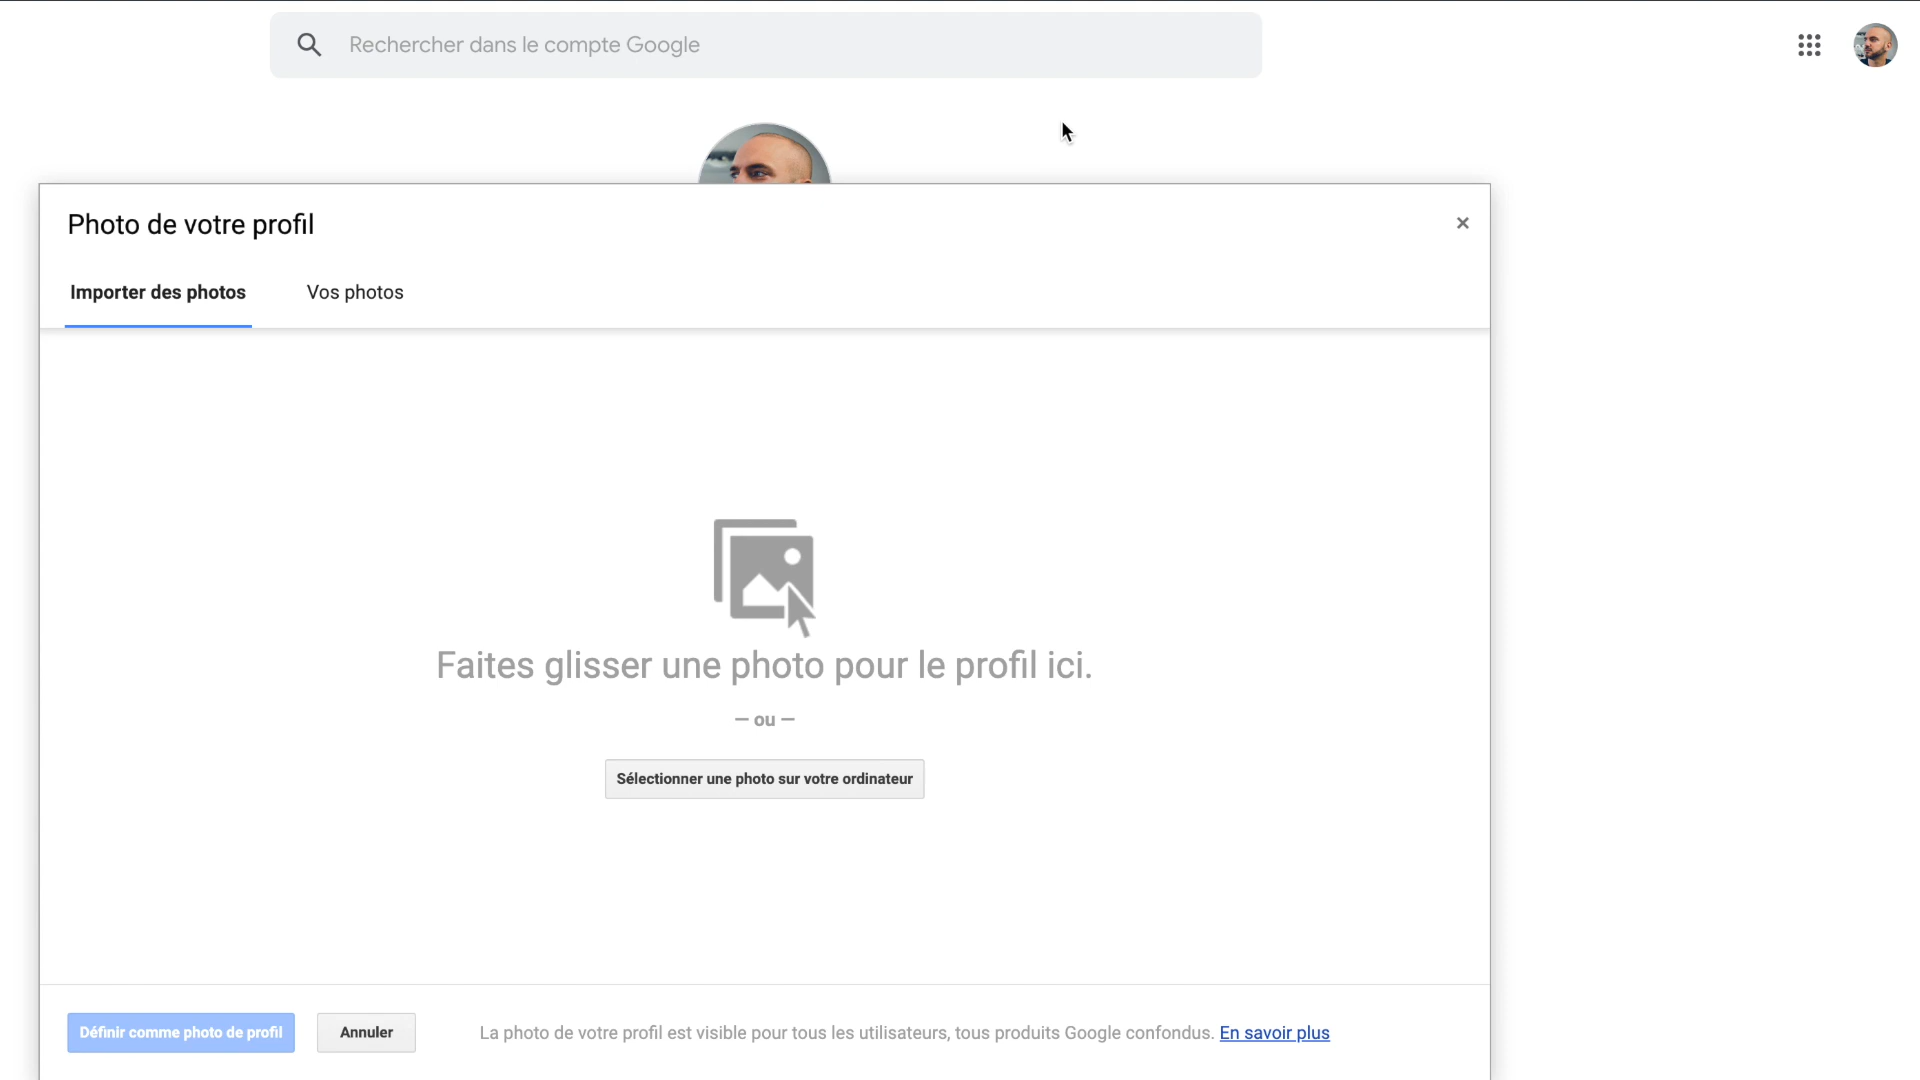 Rechercher dans le compte Google
Photo de votre profil
Importer des photos
Vos photos
Faites glisser une photo pour le profil ici.
— ou —
Sélectionner une photo sur votre ordinateur
Définir comme photo de profil
Annuler
La photo de votre profil est visible pour tous les utilisateurs, tous produits Google confondus. En savoir plus